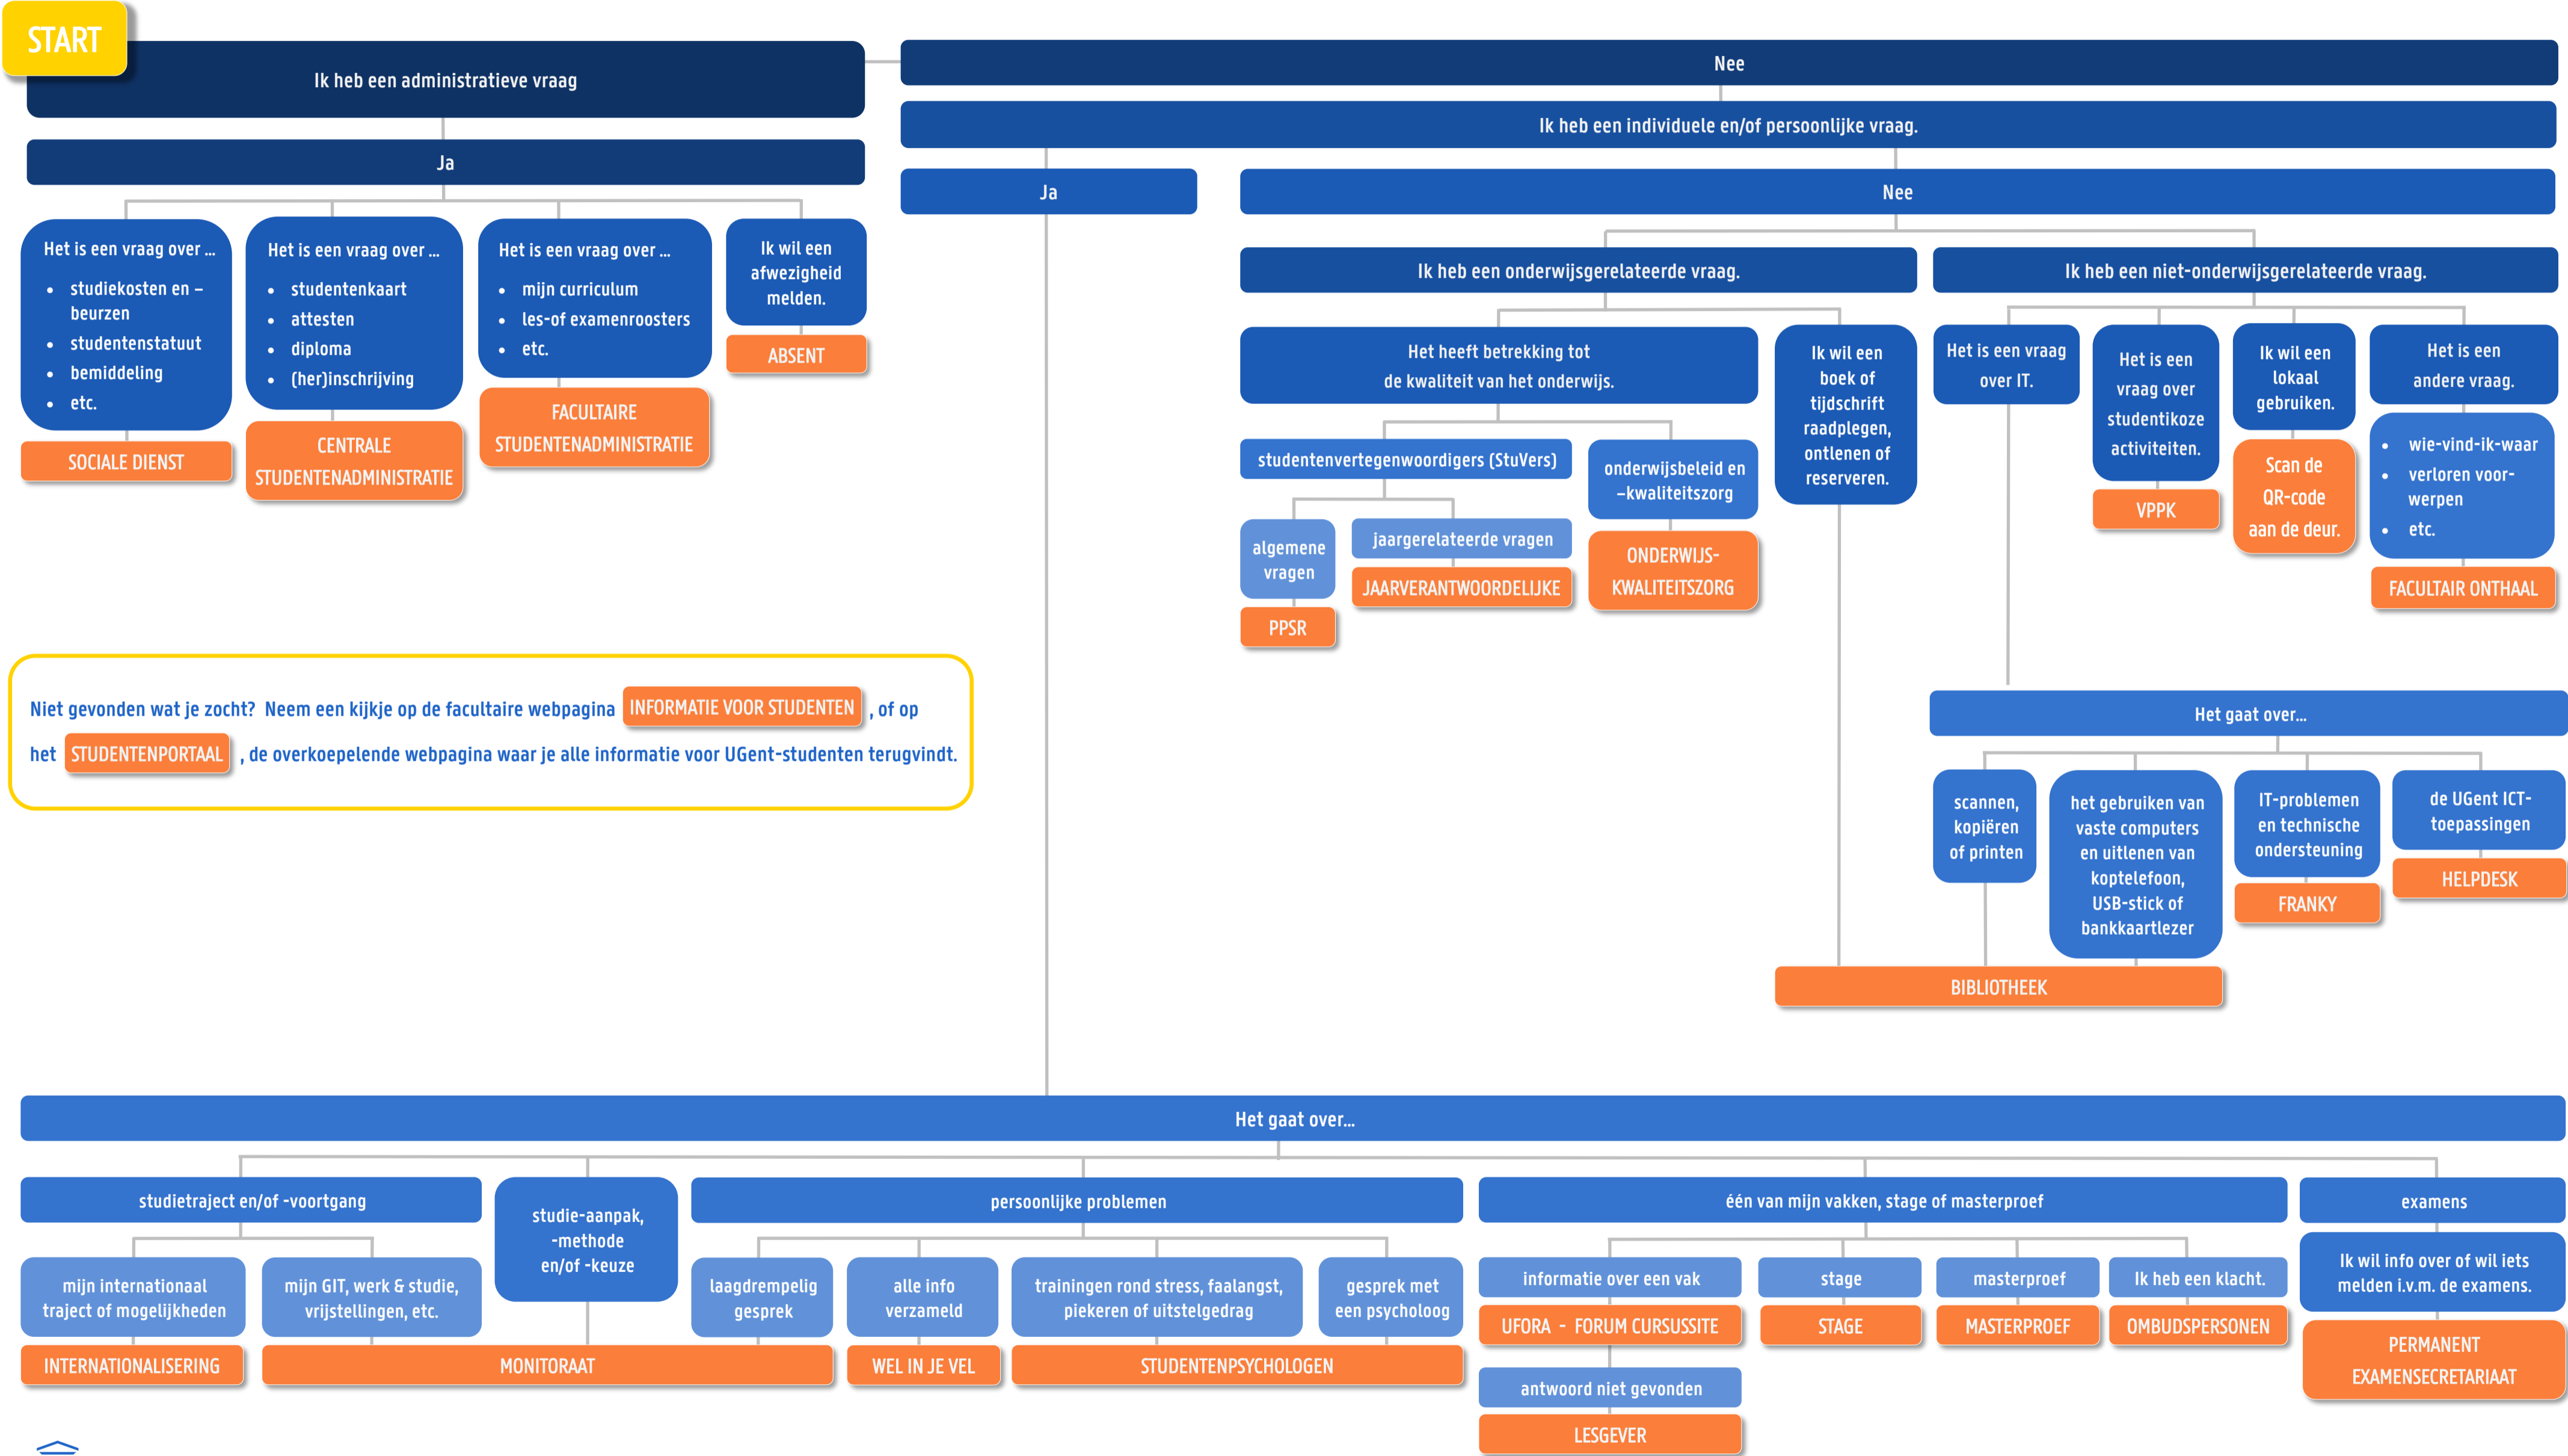 START
Ik heb een administratieve vraag
Ja
Het is een vraag over ...
• studiekosten en –
beurzen
• studentenstatuut
• bemiddeling
• etc.
SOCIALE DIENST
Het is een vraag over ...
• studentenkaart
• attesten
• diploma
• (her)inschrijving
CENTRALE
STUDENTENADMINISTRATIE
Het is een vraag over ...
• mijn curriculum
• les-of examenroosters
• etc.
FACULTAIRE
STUDENTENADMINISTRATIE
Ik wil een
afwezigheid
melden.
ABSENT
Nee
Ik heb een individuele en/of persoonlijke vraag.
Ja
Nee
Ik heb een onderwijsgerelateerde vraag.
Het heeft betrekking tot
de kwaliteit van het onderwijs.
studentenvertegenwoordigers (StuVers)
algemene
vragen
PPSR
jaargerelateerde vragen
JAARVERANTWOORDELIJKE
onderwijsbeleid en
–kwaliteitszorg
ONDERWIJS-
KWALITEITSZORG
Ik wil een
boek of
tijdschrift
raadplegen,
ontlenen of
reserveren.
Ik heb een niet-onderwijsgerelateerde vraag.
Het is een vraag
over IT.
Het is een
vraag over
studentikoze
activiteiten.
VPPK
Ik wil een
lokaal
gebruiken.
Scan de
QR-code
aan de deur.
Het is een
andere vraag.
• wie-vind-ik-waar
• verloren voor-
werpen
• etc.
FACULTAIR ONTHAAL
Niet gevonden wat je zocht? Neem een kijkje op de facultaire webpagina INFORMATIE VOOR STUDENTEN , of op
het STUDENTENPORTAAL , de overkoepelende webpagina waar je alle informatie voor UGent-studenten terugvindt.
Het gaat over...
scannen,
kopiëren
of printen
het gebruiken van
vaste computers
en uitlenen van
koptelefoon,
USB-stick of
bankkaartlezer
IT-problemen
en technische
ondersteuning
FRANKY
de UGent ICT-
toepassingen
HELPDESK
BIBLIOTHEEK
Het gaat over...
studietraject en/of -voortgang
mijn internationaal
traject of mogelijkheden
INTERNATIONALISERING
mijn GIT, werk & studie,
vrijstellingen, etc.
studie-aanpak,
-methode
en/of -keuze
MONITORAAT
persoonlijke problemen
laagdrempelig
gesprek
alle info
verzameld
WEL IN JE VEL
trainingen rond stress, faalangst,
piekeren of uitstelgedrag
gesprek met
een psycholoog
STUDENTENPSYCHOLOGEN
één van mijn vakken, stage of masterproef
informatie over een vak
UFORA - FORUM CURSUSSITE
antwoord niet gevonden
LESGEVER
stage
STAGE
masterproef
MASTERPROEF
Ik heb een klacht.
OMBUDSPERSONEN
examens
Ik wil info over of wil iets
melden i.v.m. de examens.
PERMANENT
EXAMENSECRETARIAAT